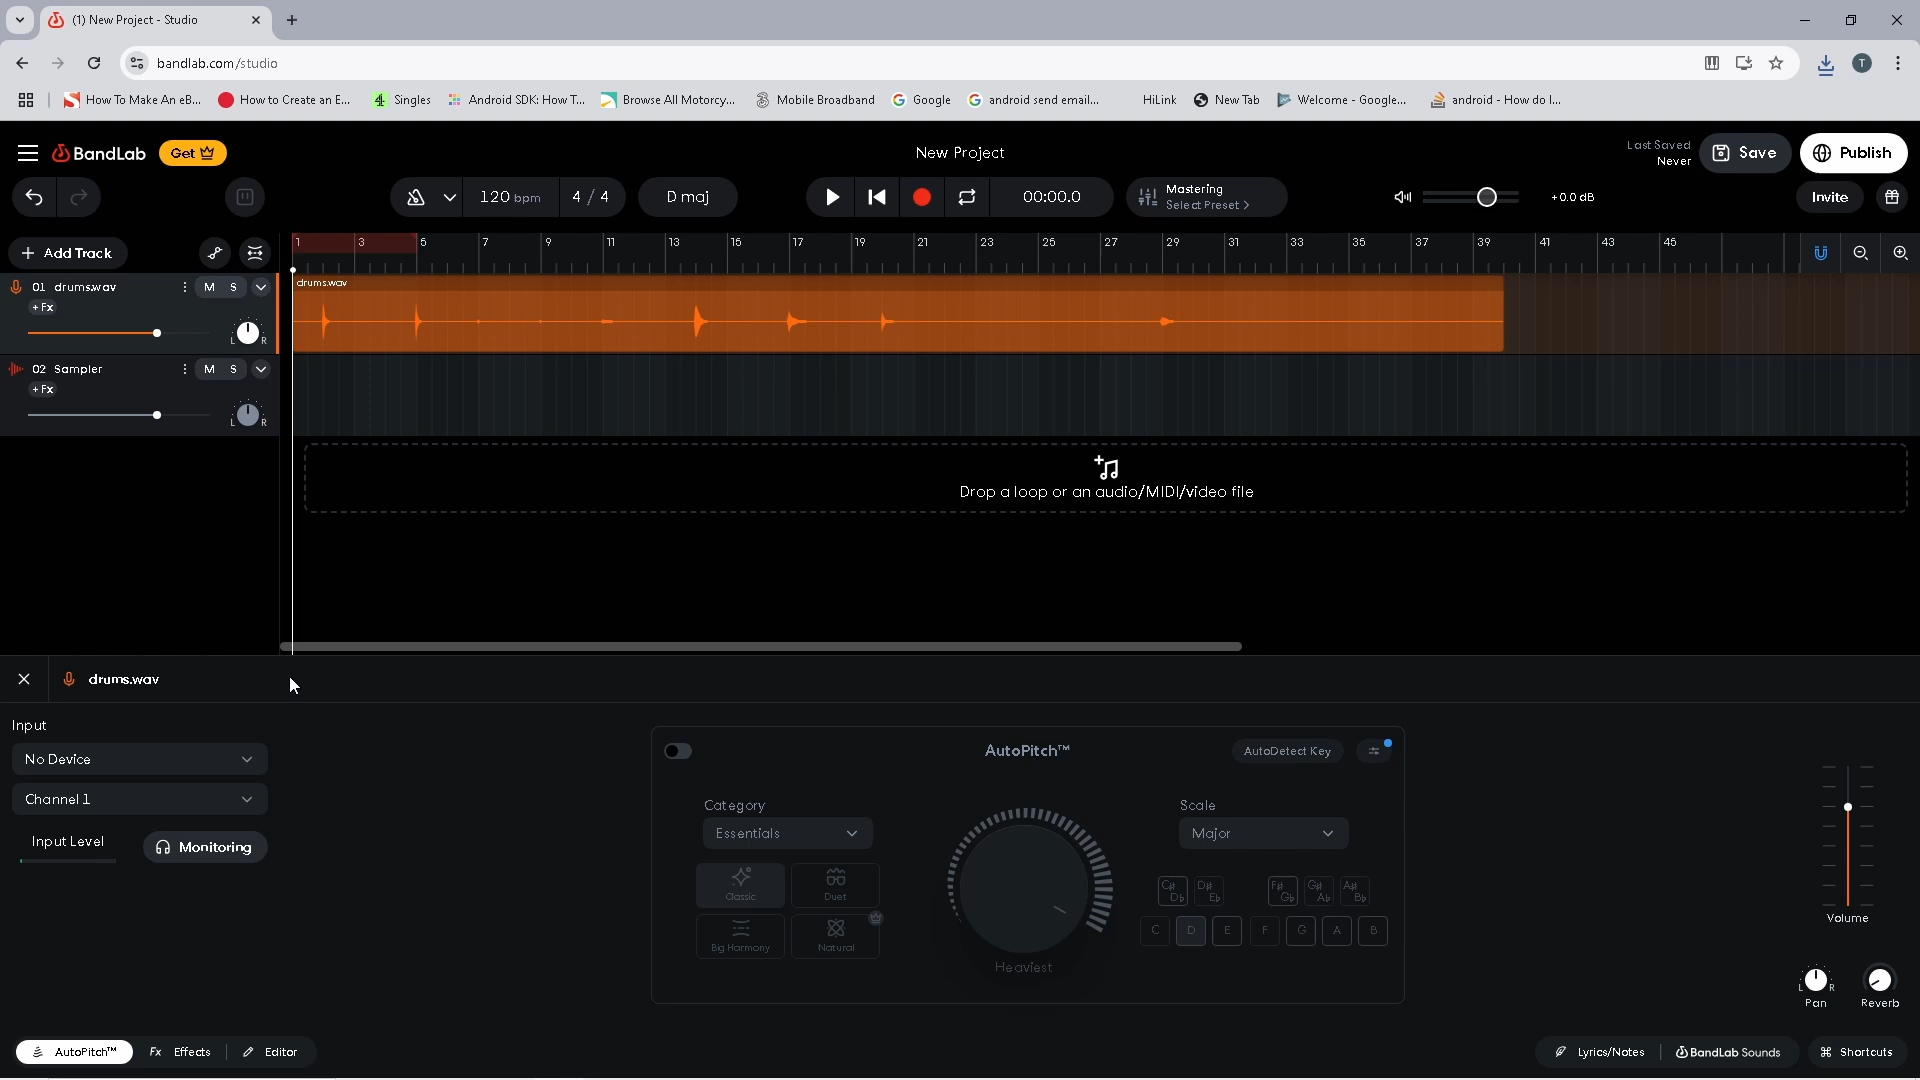 (1) New Project - Studio
bandlab.com/studio
T
How To Make An eB...
How to Create an E...
Singles
Android SDK: How T...
Browse All Motorcy...
Mobile Broadband
Google
android send email...
HiLink
New Tab
Welcome - Google...
android - How do I...
BandLab
Get
New Project
Last Saved
Never
Save
Publish
120 bpm
4 / 4
D maj
00:00.0
Mastering
Select Preset >
+0.0 dB
Invite
+ Add Track
1 3 5 7 9 11 13 15 17 19 21 23 25 27 29 31 33 35 37 39 41 43 45
01 drums.wav
M S
+ Fx
L R
drums.wav
02 Sampler
M S
+ Fx
L R
Drop a loop or an audio/MIDI/video file
drums.wav
Input
No Device
Channel 1
Input Level
Monitoring
AutoPitch™
AutoDetect Key
Category
Essentials
Classic
Duet
Big Harmony
Natural
Heaviest
Scale
Major
C# Db
D# Eb
F# Gb
G# Ab
A# Bb
C D E F G A B
Volume
L R
Pan
Reverb
AutoPitch™
Fx Effects
Editor
Lyrics/Notes
BandLab Sounds
Shortcuts